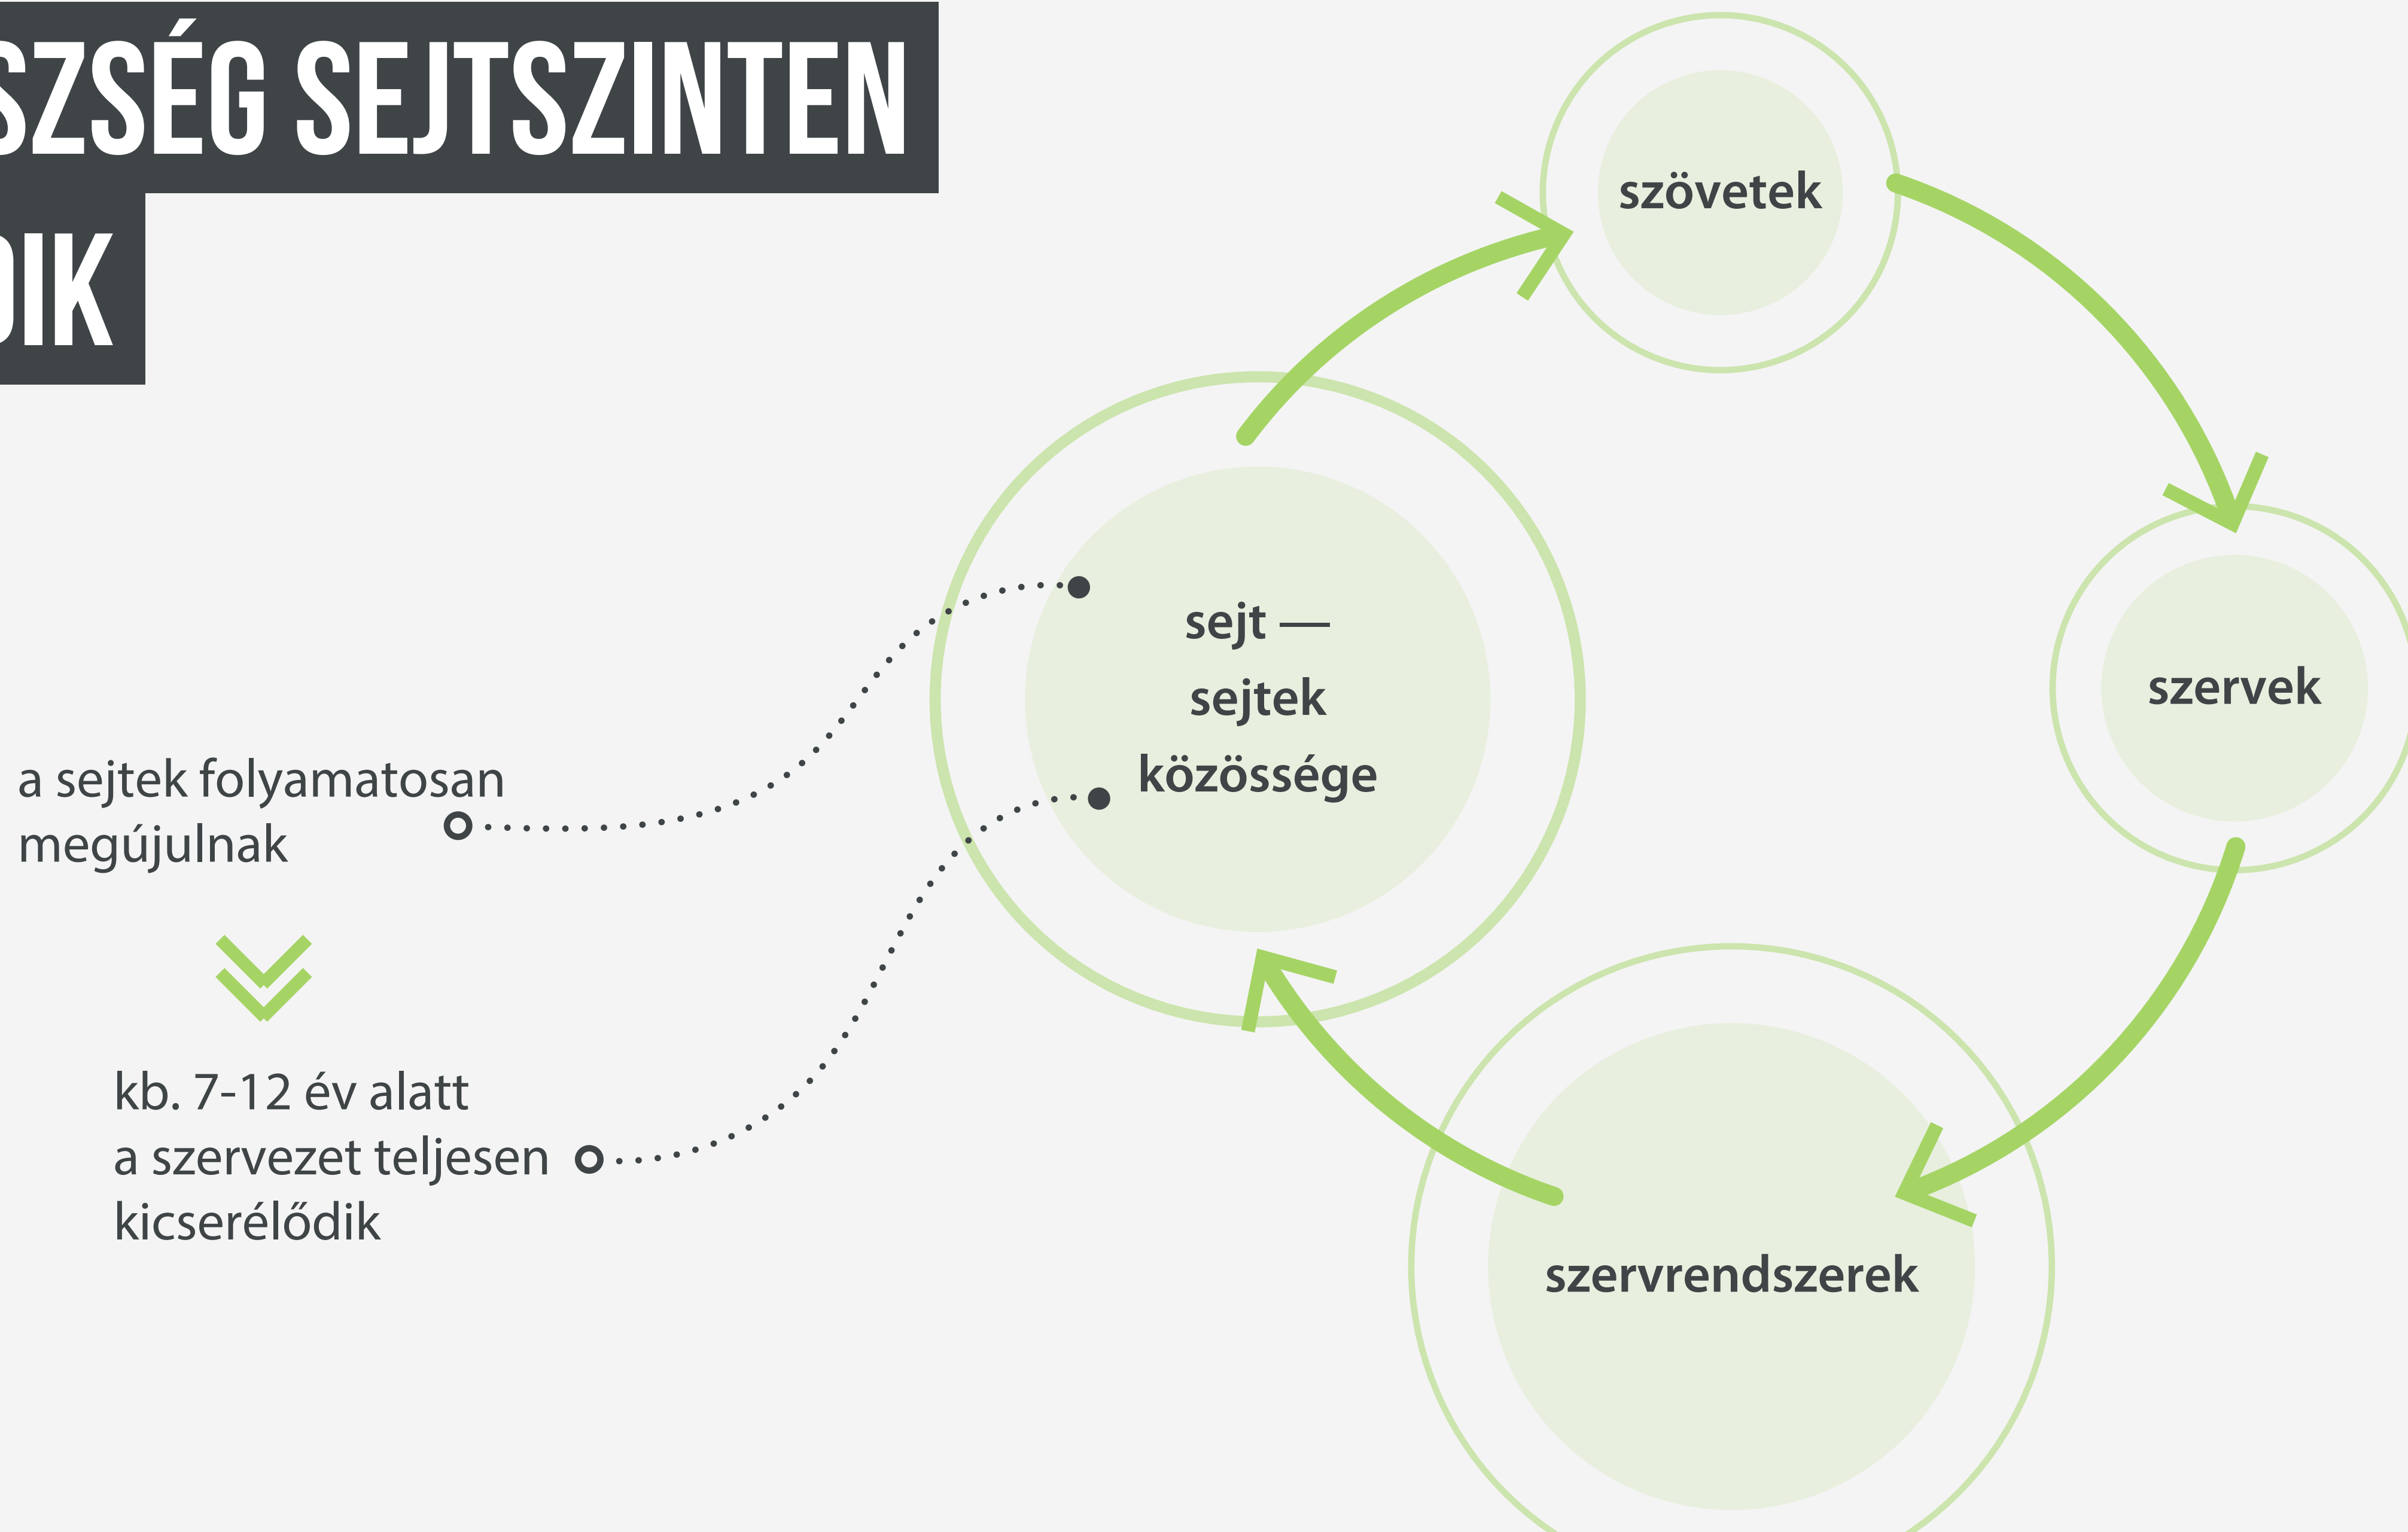 SZSÉG SEJTSZINTEN
DIK
szövetek
sejt —
sejtek
közössége
szervek
a sejtek folyamatosan
megújulnak
kb. 7-12 év alatt
a szervezet teljesen
kicserélődik
szervrendszerek